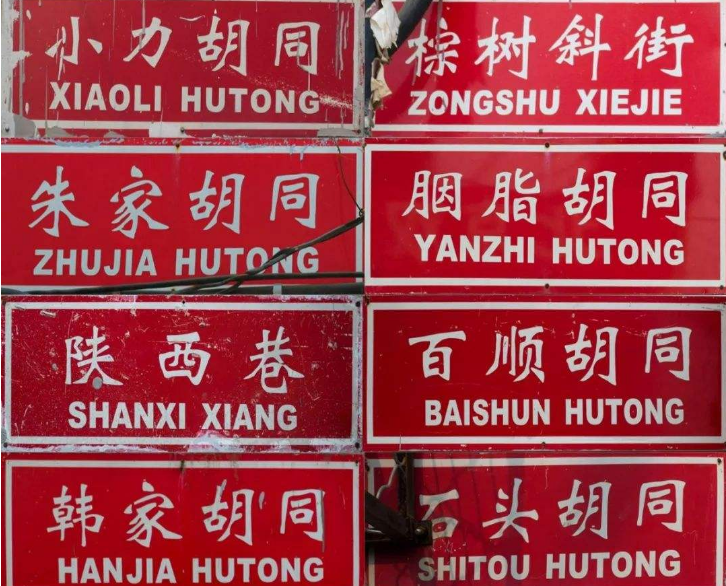 小力胡同
XIAOLI HUTONG
棕树斜街
ZONGSHU XIEJIE
朱家胡同
ZHUJIA HUTONG
胭脂胡同
YANZHI HUTONG
陕西巷
SHANXI XIANG
百顺胡同
BAISHUN HUTONG
韩家胡同
HANJIA HUTONG
石头胡同
SHITOU HUTONG